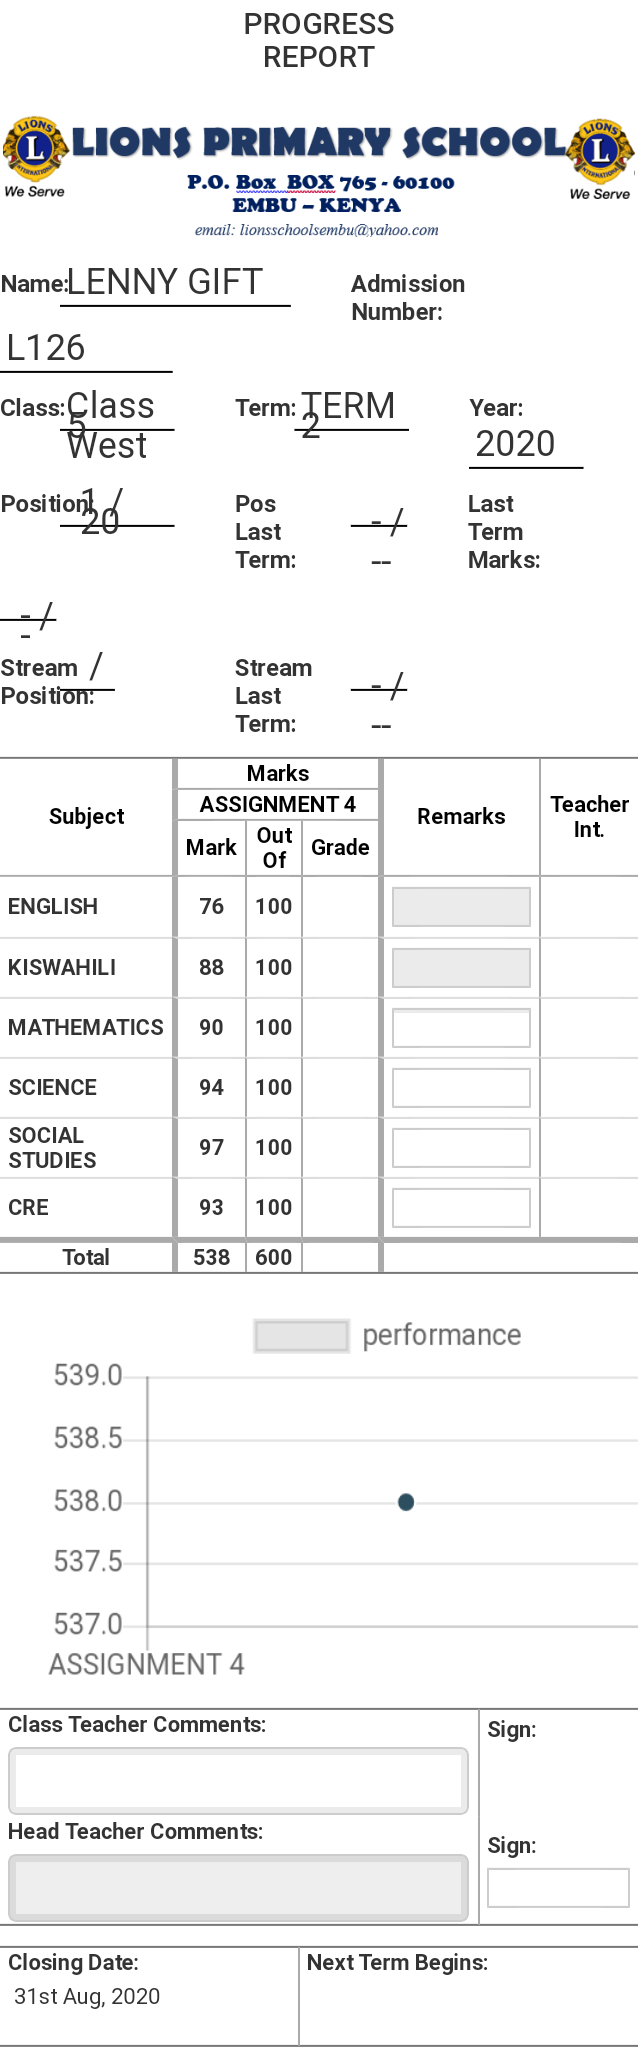 PROGRESS
REPORT
LIONS PRIMARY SCHOOL
LIONS
L
INTERNATIONAL
We Serve
LIONS
L
INTERNATIONAL
We Serve
P.O. Box BOX 765 - 60100
EMBU – KENYA
email: lionsschoolsembu@yahoo.com
Name: LENNY GIFT
Admission
Number:
L126
Class: Class
5
West
Term: TERM
2
Year:
2020
Position: 1 /
20
Pos
Last
Term:
- /
--
Last
Term
Marks:
- /
-
Stream
Position:
/
Stream
Last
Term:
- /
--
Subject
Marks
ASSIGNMENT 4
Mark
Out
Of
Grade
Remarks
Teacher
Int.
ENGLISH 76 100
KISWAHILI 88 100
MATHEMATICS 90 100
SCIENCE 94 100
SOCIAL
STUDIES
97 100
CRE 93 100
Total 538 600
performance
539.0
538.5
538.0
537.5
537.0
ASSIGNMENT 4
Class Teacher Comments:
Sign:
Head Teacher Comments:
Sign:
Closing Date:
31st Aug, 2020
Next Term Begins: